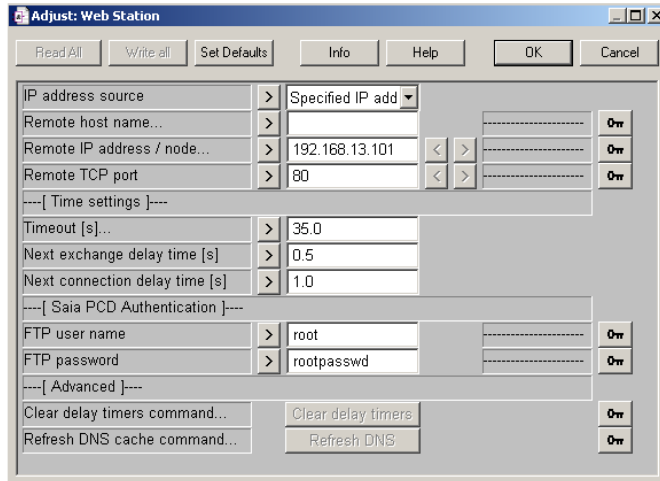 Adjust: Web Station
Read All Write all Set Defaults Info Help OK Cancel
IP address source > Specified IP add
Remote host name... > ---------------------
Remote IP address / node... > 192.168.13.101 < > ---------------------
Remote TCP port > 80 < > ---------------------
----[ Time settings ]----
Timeout [s]... > 35.0
Next exchange delay time [s] > 0.5
Next connection delay time [s] > 1.0
----[ Saia PCD Authentication ]----
FTP user name > root ---------------------
FTP password > rootpasswd ---------------------
----[ Advanced ]----
Clear delay timers command... Clear delay timers
Refresh DNS cache command... Refresh DNS